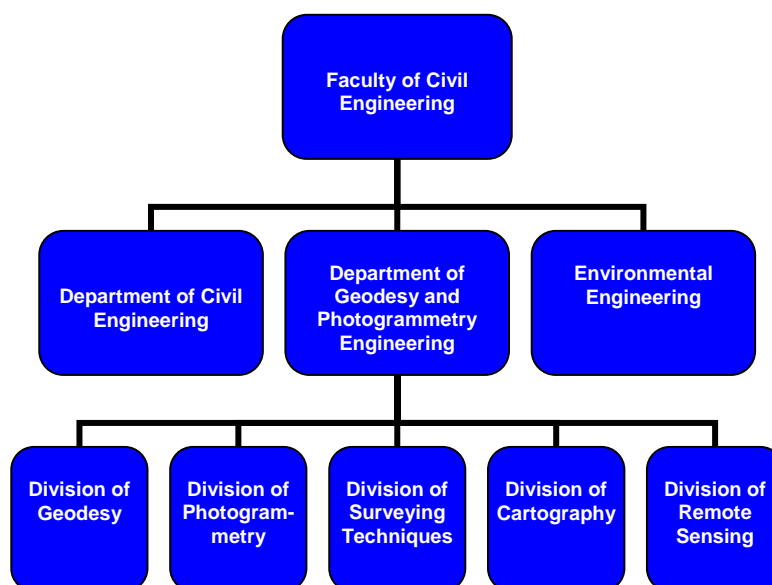 Faculty of Civil
Engineering
Department of Civil
Engineering
Department of
Geodesy and
Photogrammetry
Engineering
Environmental
Engineering
Division of
Geodesy
Division of
Photogram-
metry
Division of
Surveying
Techniques
Division of
Cartography
Division of
Remote
Sensing